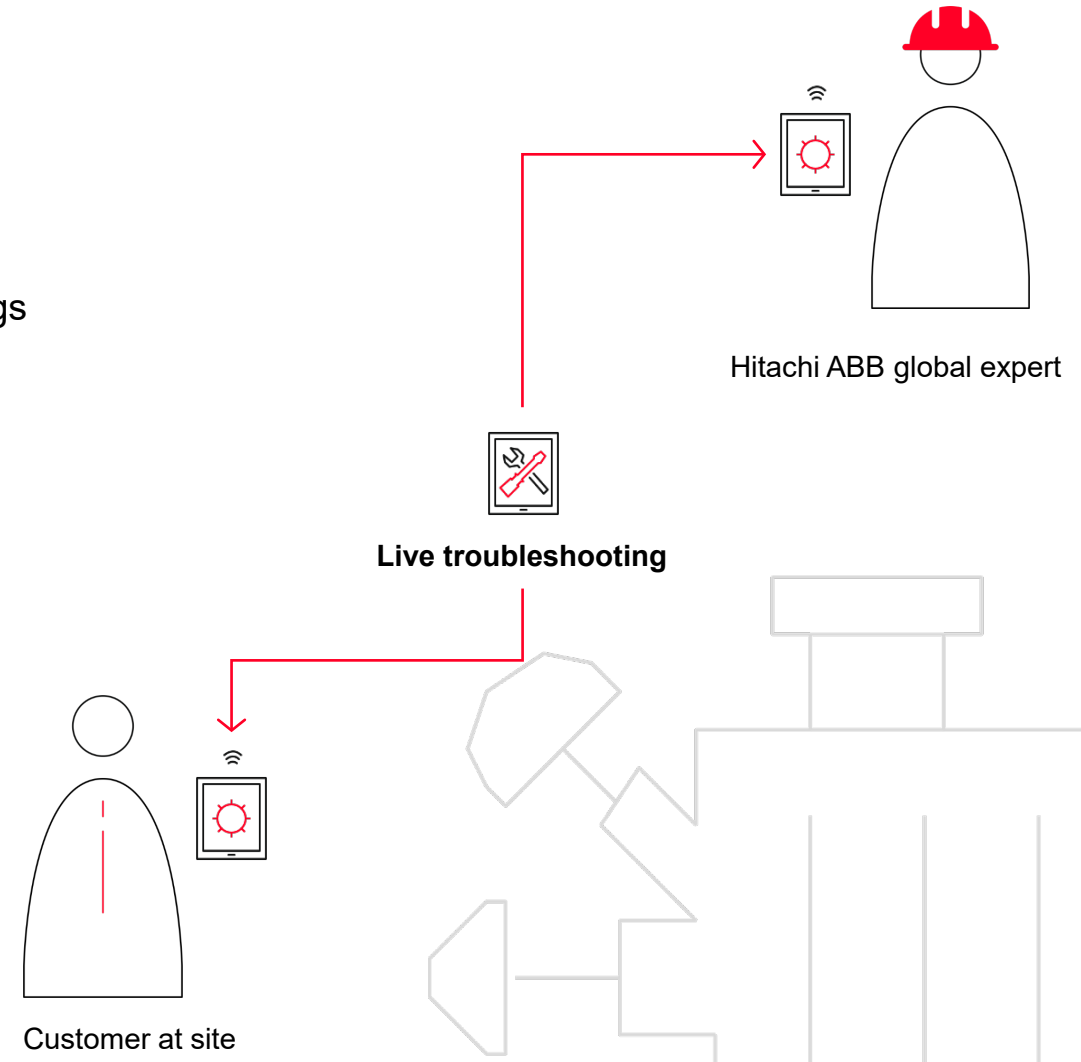 gs
Hitachi ABB global expert
Live troubleshooting
Customer at site